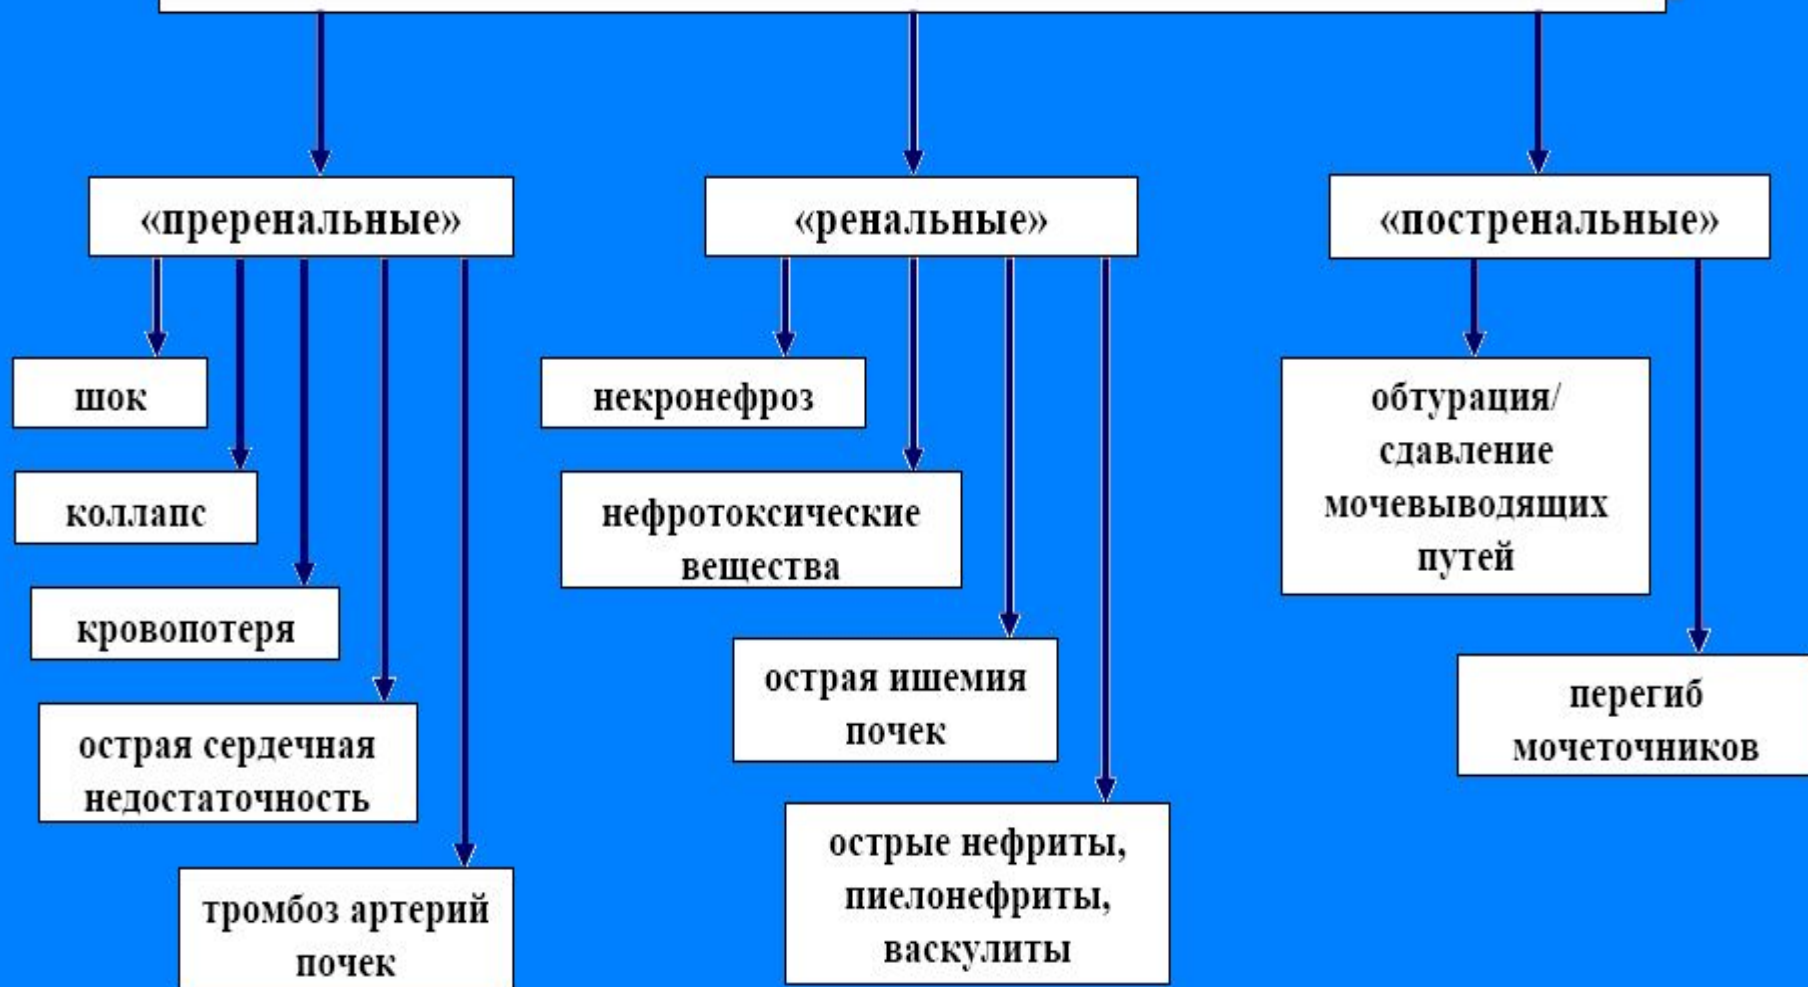 «преренальные»
шок
коллапс
кровопотеря
острая сердечная
недостаточность
тромбоз артерий
почек
«ренальные»
некронефроз
нефротоксические
вещества
острая ишемия
почек
острые нефриты,
пиелонефриты,
васкулиты
«постренальные»
обтурация/
сдавление
мочевыводящих
путей
перегиб
мочеточников